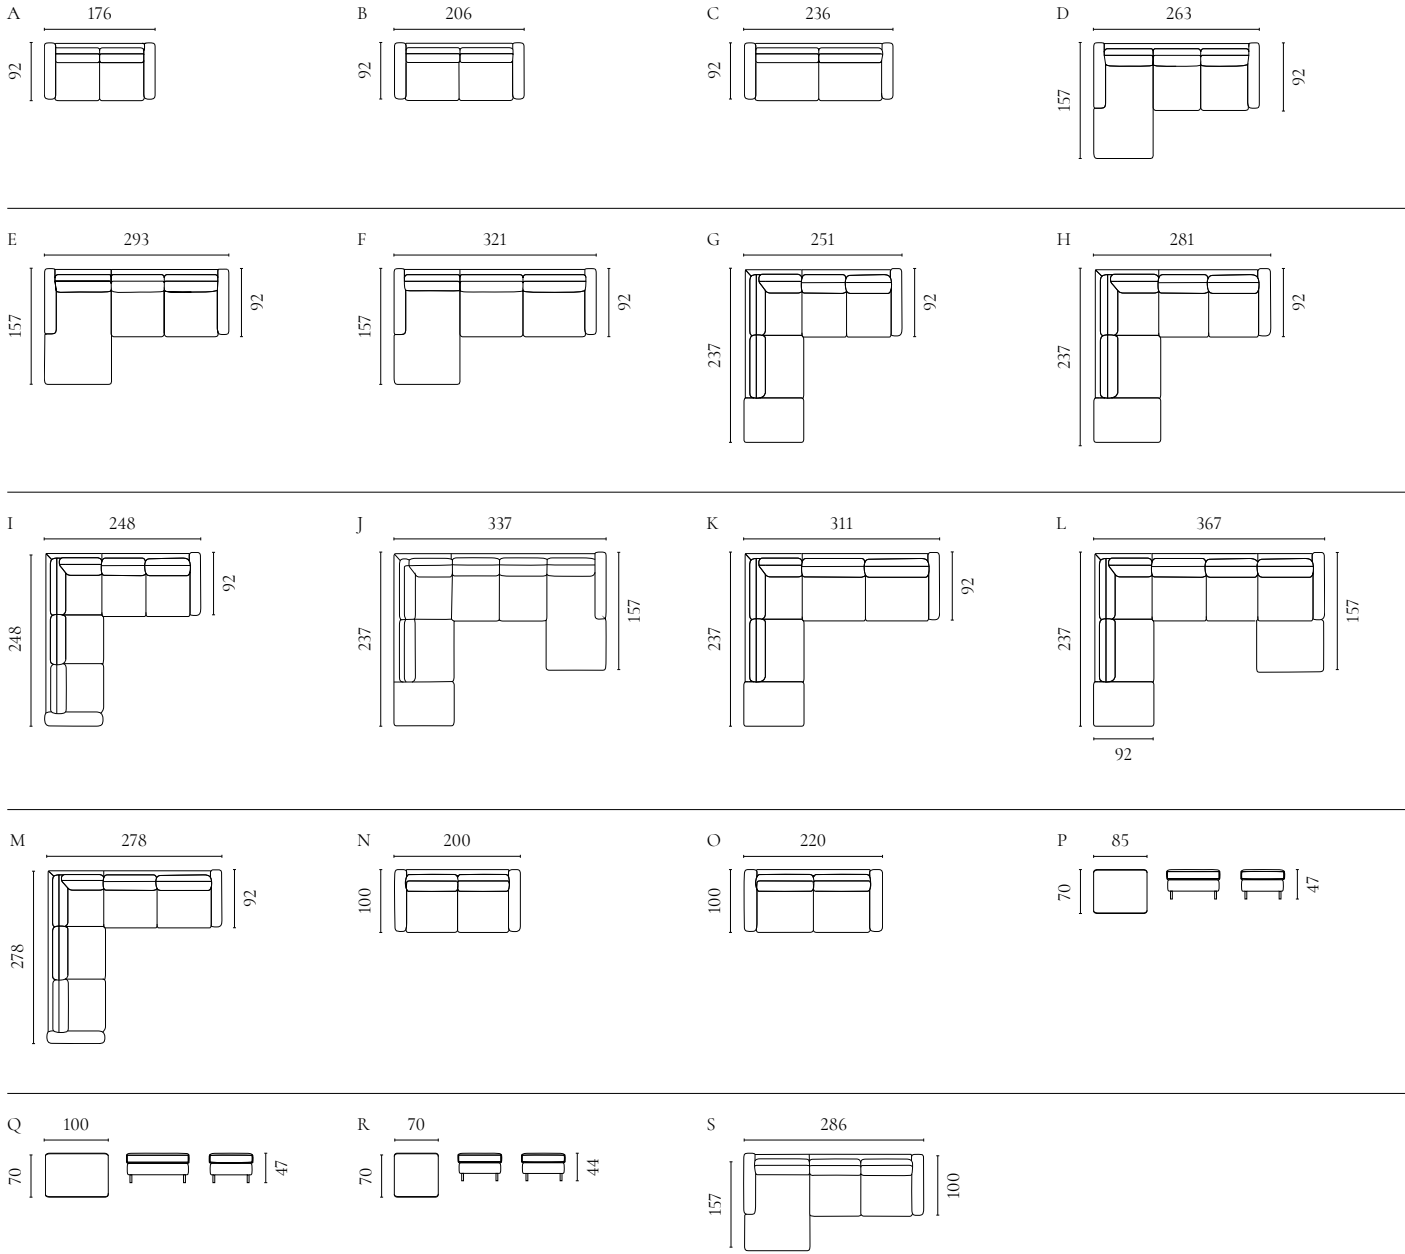 A 176 B 206 C 236 D 263
92 92 92 157 92
E 293 F 321 G 251 H 281
157 92 157 92 237 92 237 92
I 248 J 337 K 311 L 367
248 92 237 157 237 92 237 157
92
M 278 N 200 O 220 P 85
278 92 100 100 70 47
Q 100 R 70 S 286
70 47 70 44 157 100